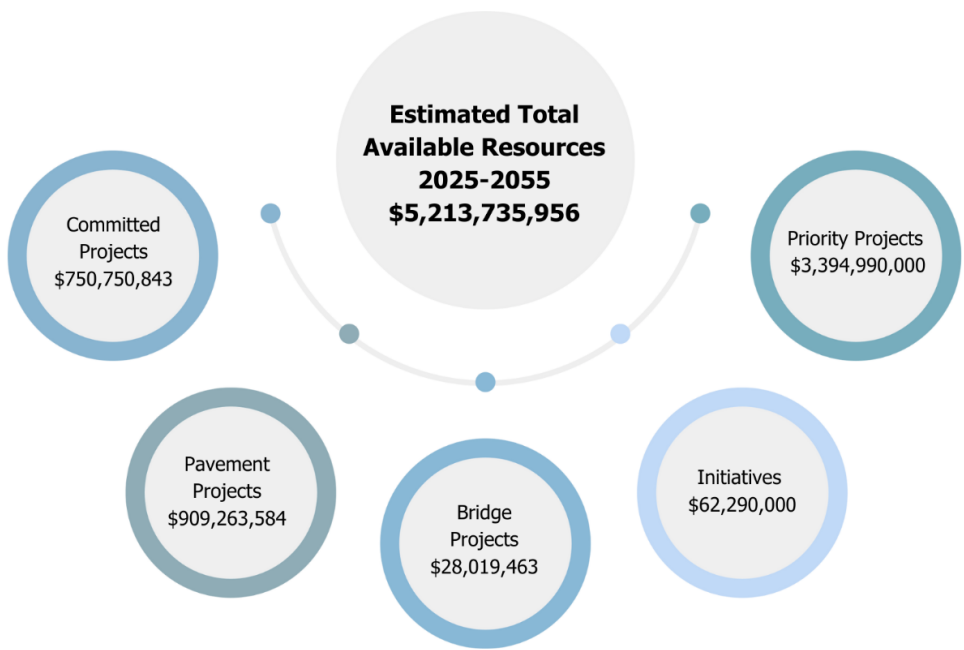 Estimated Total
Available Resources
2025-2055
$5,213,735,956
Committed
Projects
$750,750,843
Pavement
Projects
$909,263,584
Bridge
Projects
$28,019,463
Initiatives
$62,290,000
Priority Projects
$3,394,990,000